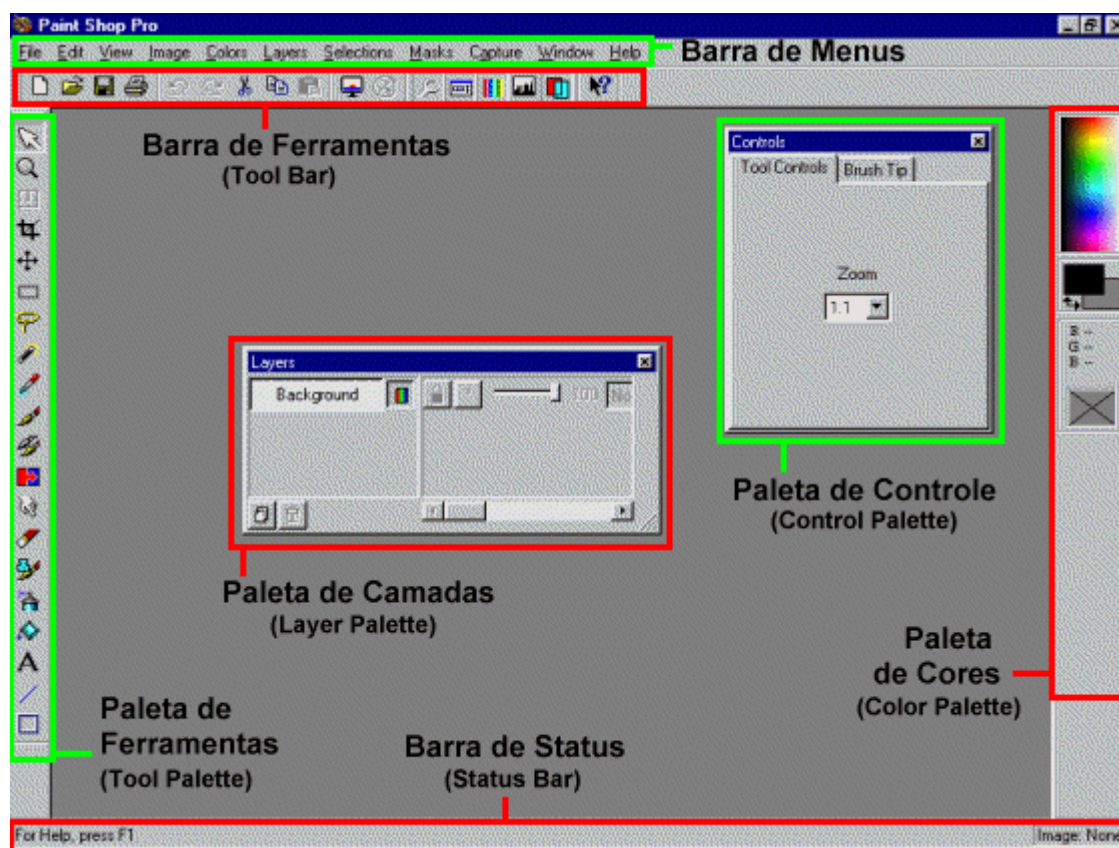 Paint Shop Pro
File Edit View Image Colors Layers Selections Masks Capture Window Help
Barra de Menus
Barra de Ferramentas
(Tool Bar)
Controls
Tool Controls Brush Tip
Zoom
1:1
Layers
Background
100 No
R --
G --
B --
Paleta de Controle
(Control Palette)
Paleta de Camadas
(Layer Palette)
Paleta
de Cores
(Color Palette)
Paleta de
Ferramentas
(Tool Palette)
Barra de Status
(Status Bar)
For Help, press F1
Image: None